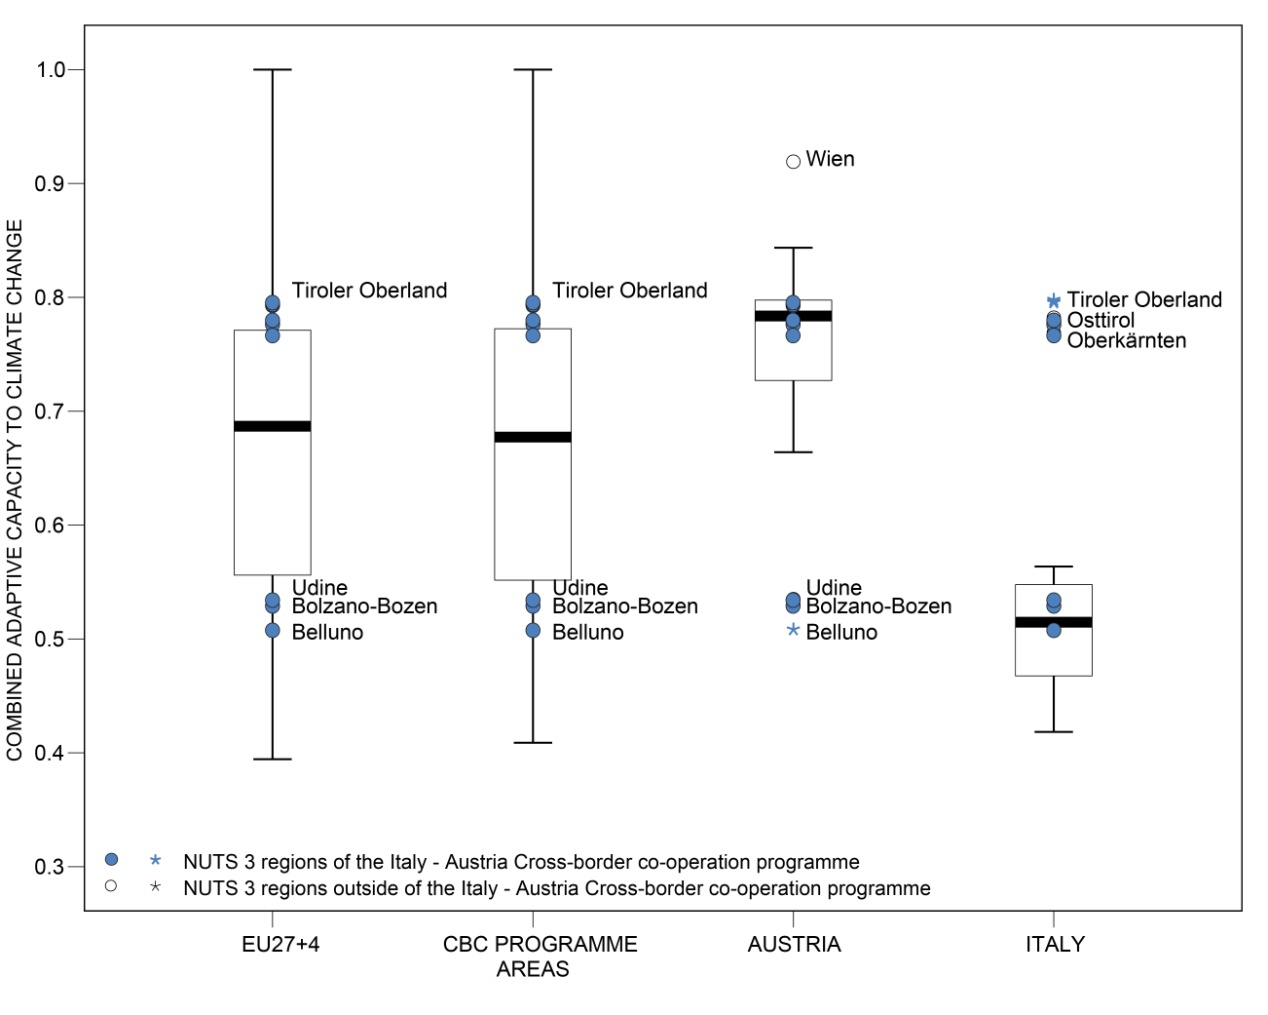 COMBINED ADAPTIVE CAPACITY TO CLIMATE CHANGE
1.0
0.9
0.8
0.7
0.6
0.5
0.4
0.3
Tiroler Oberland
Udine
Bolzano-Bozen
Belluno
Tiroler Oberland
Udine
Bolzano-Bozen
Belluno
Wien
Udine
Bolzano-Bozen
Belluno
Tiroler Oberland
Osttirol
Oberkärnten
NUTS 3 regions of the Italy - Austria Cross-border co-operation programme
NUTS 3 regions outside of the Italy - Austria Cross-border co-operation programme
EU27+4
CBC PROGRAMME
AREAS
AUSTRIA
ITALY